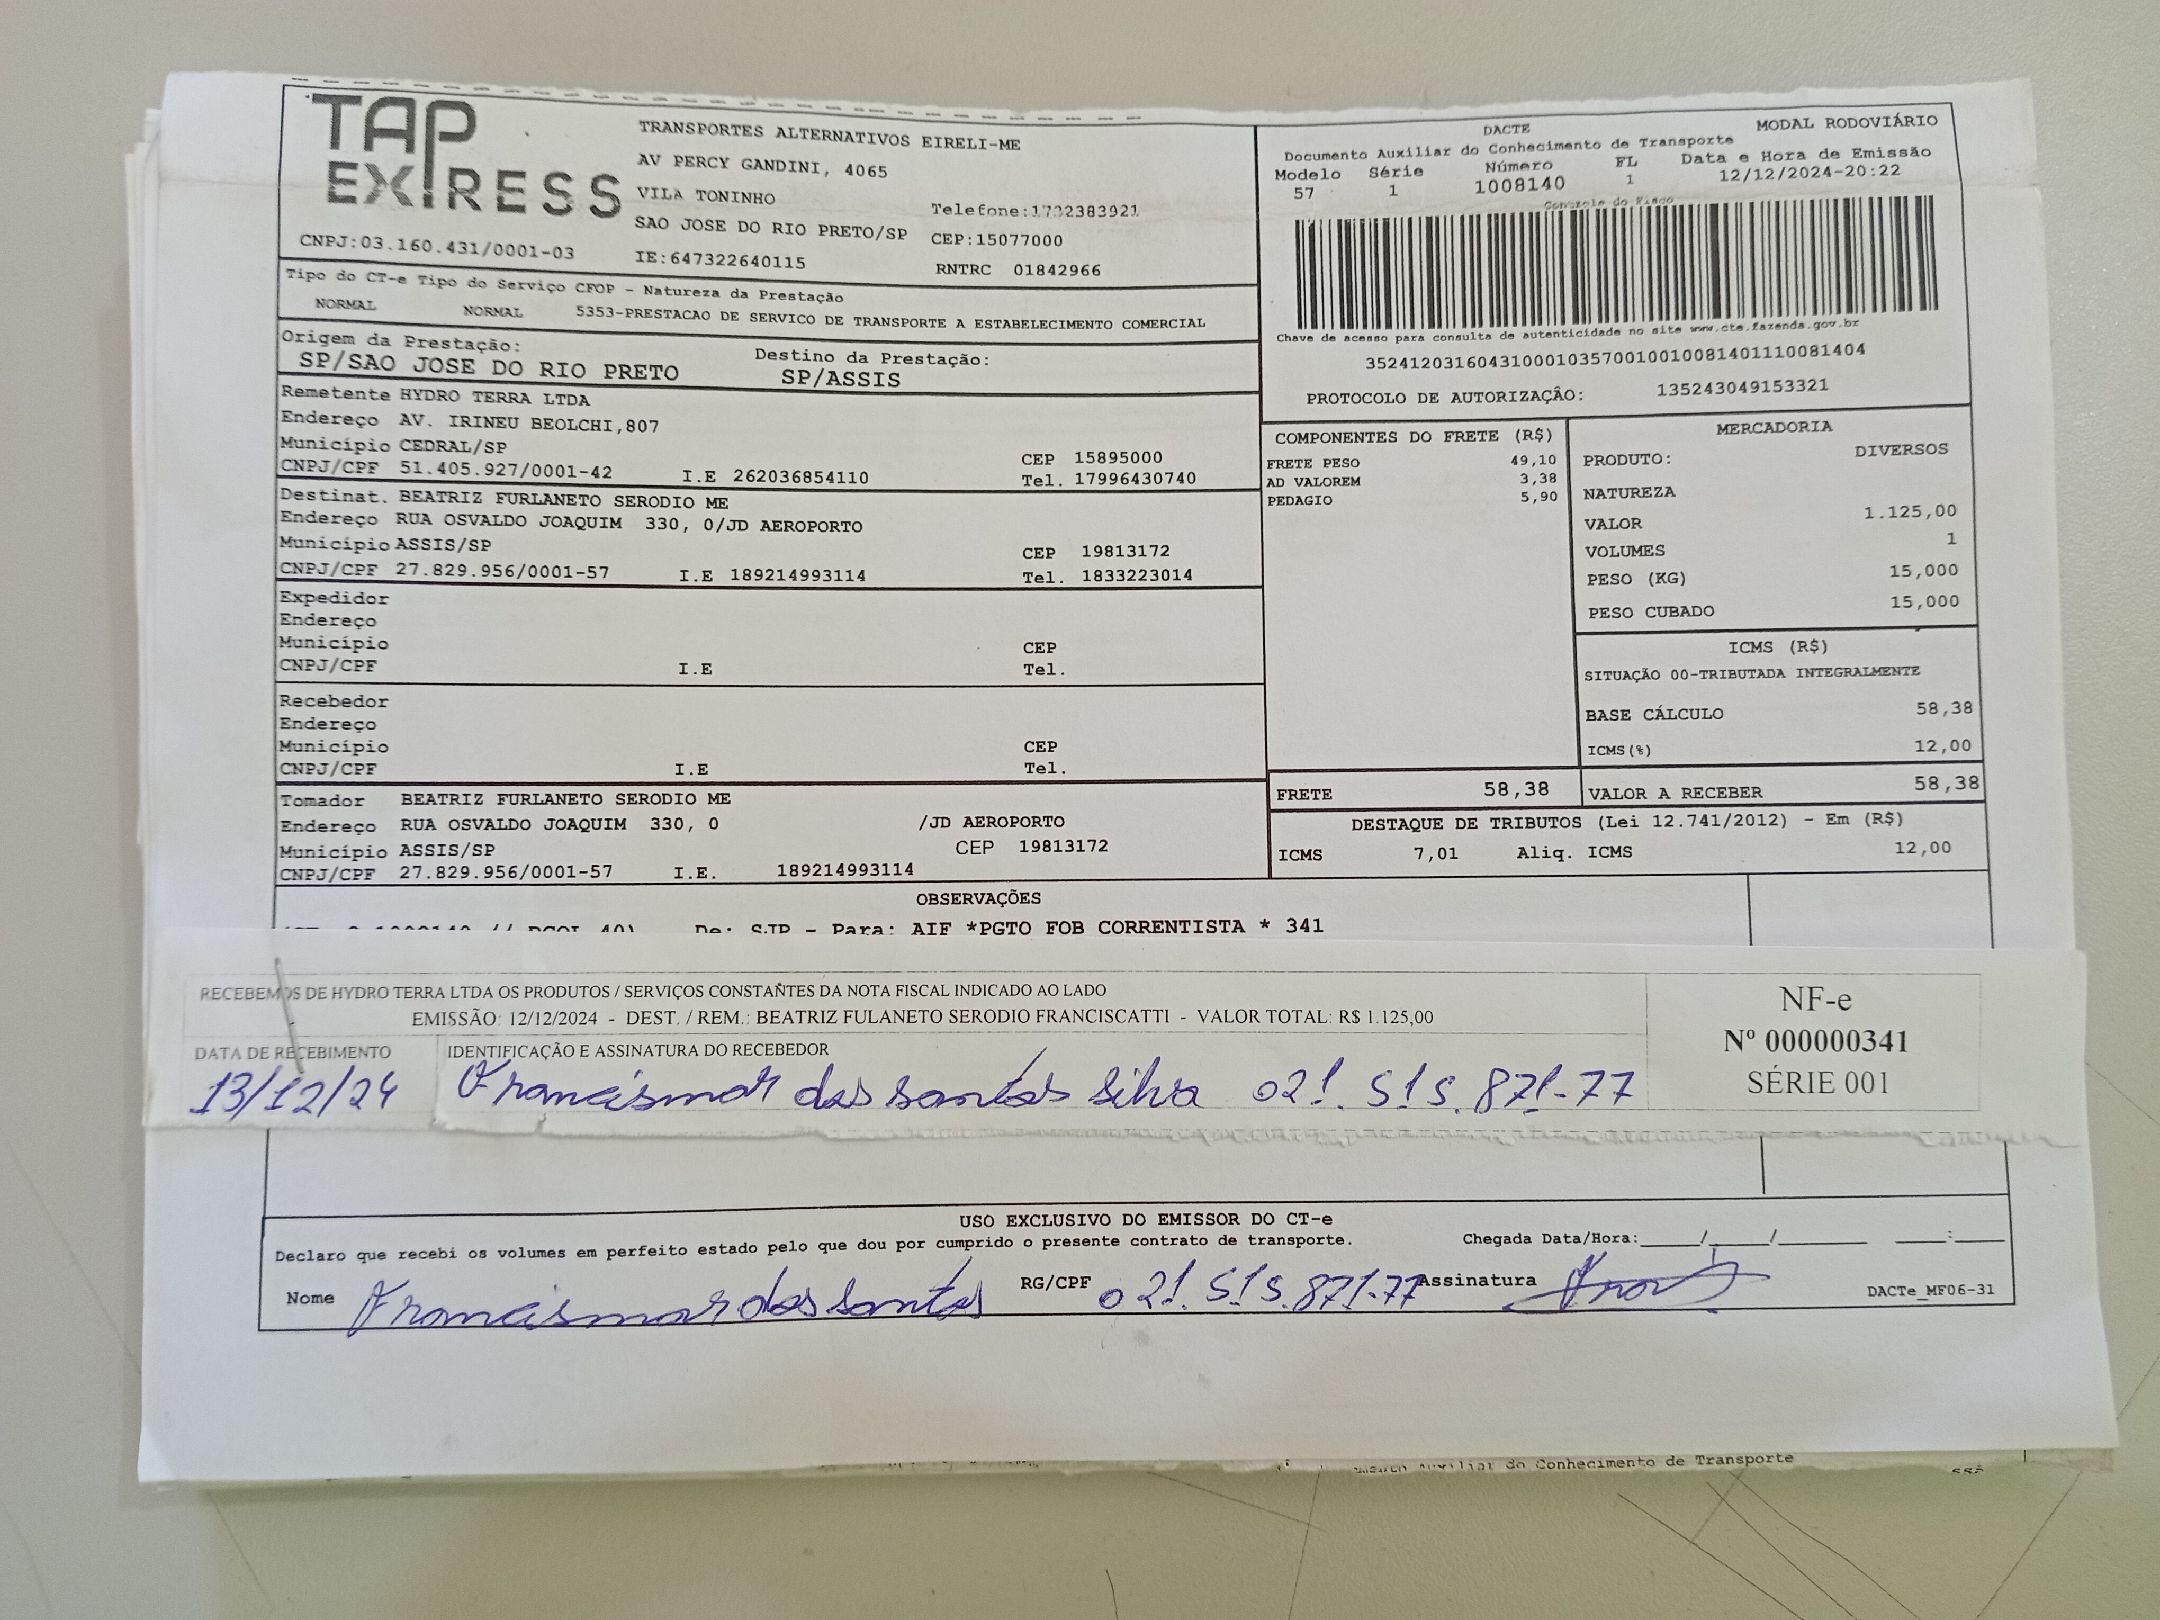 TAP EXPRESS
TRANSPORTES ALTERNATIVOS EIRELI-ME
AV PERCY GANDINI, 4065
VILA TONINHO
Telefone:1732383921
SAO JOSE DO RIO PRETO/SP CEP:15077000
CNPJ:03.160.431/0001-03 IE:647322640115 RNTRC 01842966
DACTE MODAL RODOVIÁRIO
Documento Auxiliar do Conhecimento de Transporte
Modelo Série Número FL Data e Hora de Emissão
57 1 1008140 1 12/12/2024-20:22
Controle do Fisco
Chave de acesso para consulta de autenticidade no site www.cte.fazenda.gov.br
35241203160431000103570010010081401110081404
PROTOCOLO DE AUTORIZAÇÃO: 135243049153321
Tipo do CT-e Tipo do Serviço CFOP - Natureza da Prestação
NORMAL NORMAL 5353-PRESTACAO DE SERVICO DE TRANSPORTE A ESTABELECIMENTO COMERCIAL
Origem da Prestação: Destino da Prestação:
SP/SAO JOSE DO RIO PRETO SP/ASSIS
Remetente HYDRO TERRA LTDA
Endereço AV. IRINEU BEOLCHI,807
Município CEDRAL/SP CEP 15895000
CNPJ/CPF 51.405.927/0001-42 I.E 262036854110 Tel. 17996430740
Destinat. BEATRIZ FURLANETO SERODIO ME
Endereço RUA OSVALDO JOAQUIM 330, 0/JD AEROPORTO
Município ASSIS/SP CEP 19813172
CNPJ/CPF 27.829.956/0001-57 I.E 189214993114 Tel. 1833223014
Expedidor
Endereço
Município CEP
CNPJ/CPF I.E Tel.
Recebedor
Endereço
Município CEP
CNPJ/CPF I.E Tel.
Tomador BEATRIZ FURLANETO SERODIO ME
Endereço RUA OSVALDO JOAQUIM 330, 0 /JD AEROPORTO
Município ASSIS/SP CEP 19813172
CNPJ/CPF 27.829.956/0001-57 I.E. 189214993114
COMPONENTES DO FRETE (R$)
FRETE PESO 49,10
AD VALOREM 3,38
PEDAGIO 5,90
MERCADORIA
PRODUTO: DIVERSOS
NATUREZA
VALOR 1.125,00
VOLUMES 1
PESO (KG) 15,000
PESO CUBADO 15,000
ICMS (R$)
SITUAÇÃO 00-TRIBUTADA INTEGRALMENTE
BASE CÁLCULO 58,38
ICMS(%) 12,00
FRETE 58,38 VALOR A RECEBER 58,38
DESTAQUE DE TRIBUTOS (Lei 12.741/2012) - Em (R$)
ICMS 7,01 Aliq. ICMS 12,00
OBSERVAÇÕES
De: SJP - Para: AIF *PGTO FOB CORRENTISTA * 341
RECEBEMOS DE HYDRO TERRA LTDA OS PRODUTOS / SERVIÇOS CONSTANTES DA NOTA FISCAL INDICADO AO LADO
EMISSÃO: 12/12/2024 - DEST. / REM.: BEATRIZ FULANETO SERODIO FRANCISCATTI - VALOR TOTAL: R$ 1.125,00
DATA DE RECEBIMENTO IDENTIFICAÇÃO E ASSINATURA DO RECEBEDOR
13/12/24 Francismar dos santos silva 021.515.871-77
NF-e
Nº 000000341
SÉRIE 001
USO EXCLUSIVO DO EMISSOR DO CT-e
Declaro que recebi os volumes em perfeito estado pelo que dou por cumprido o presente contrato de transporte. Chegada Data/Hora:____/____/______ ____:____
Nome Francismar dos santos RG/CPF 021.515.871-77 Assinatura
DACTe_MF06-31
Auxiliar do Conhecimento de Transporte